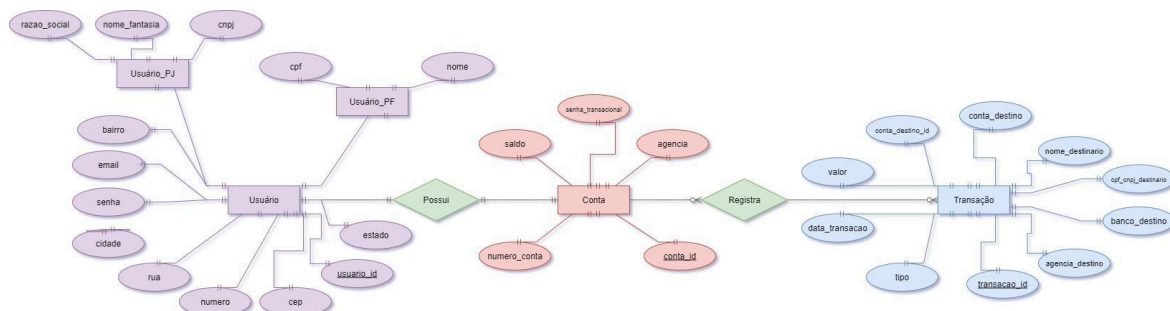 razao_social
nome_fantasia
cnpj
Usuário_PJ
cpf
nome
Usuário_PF
bairro
email
senha
cidade
rua
numero
cep
usuario_id
estado
Usuário
Possui
saldo
senha_transacional
agencia
Conta
numero_conta
conta_id
Registra
conta_destino_id
conta_destino
nome_destinario
cpf_cnpj_destinario
valor
Transação
data_transacao
banco_destino
tipo
transacao_id
agencia_destino